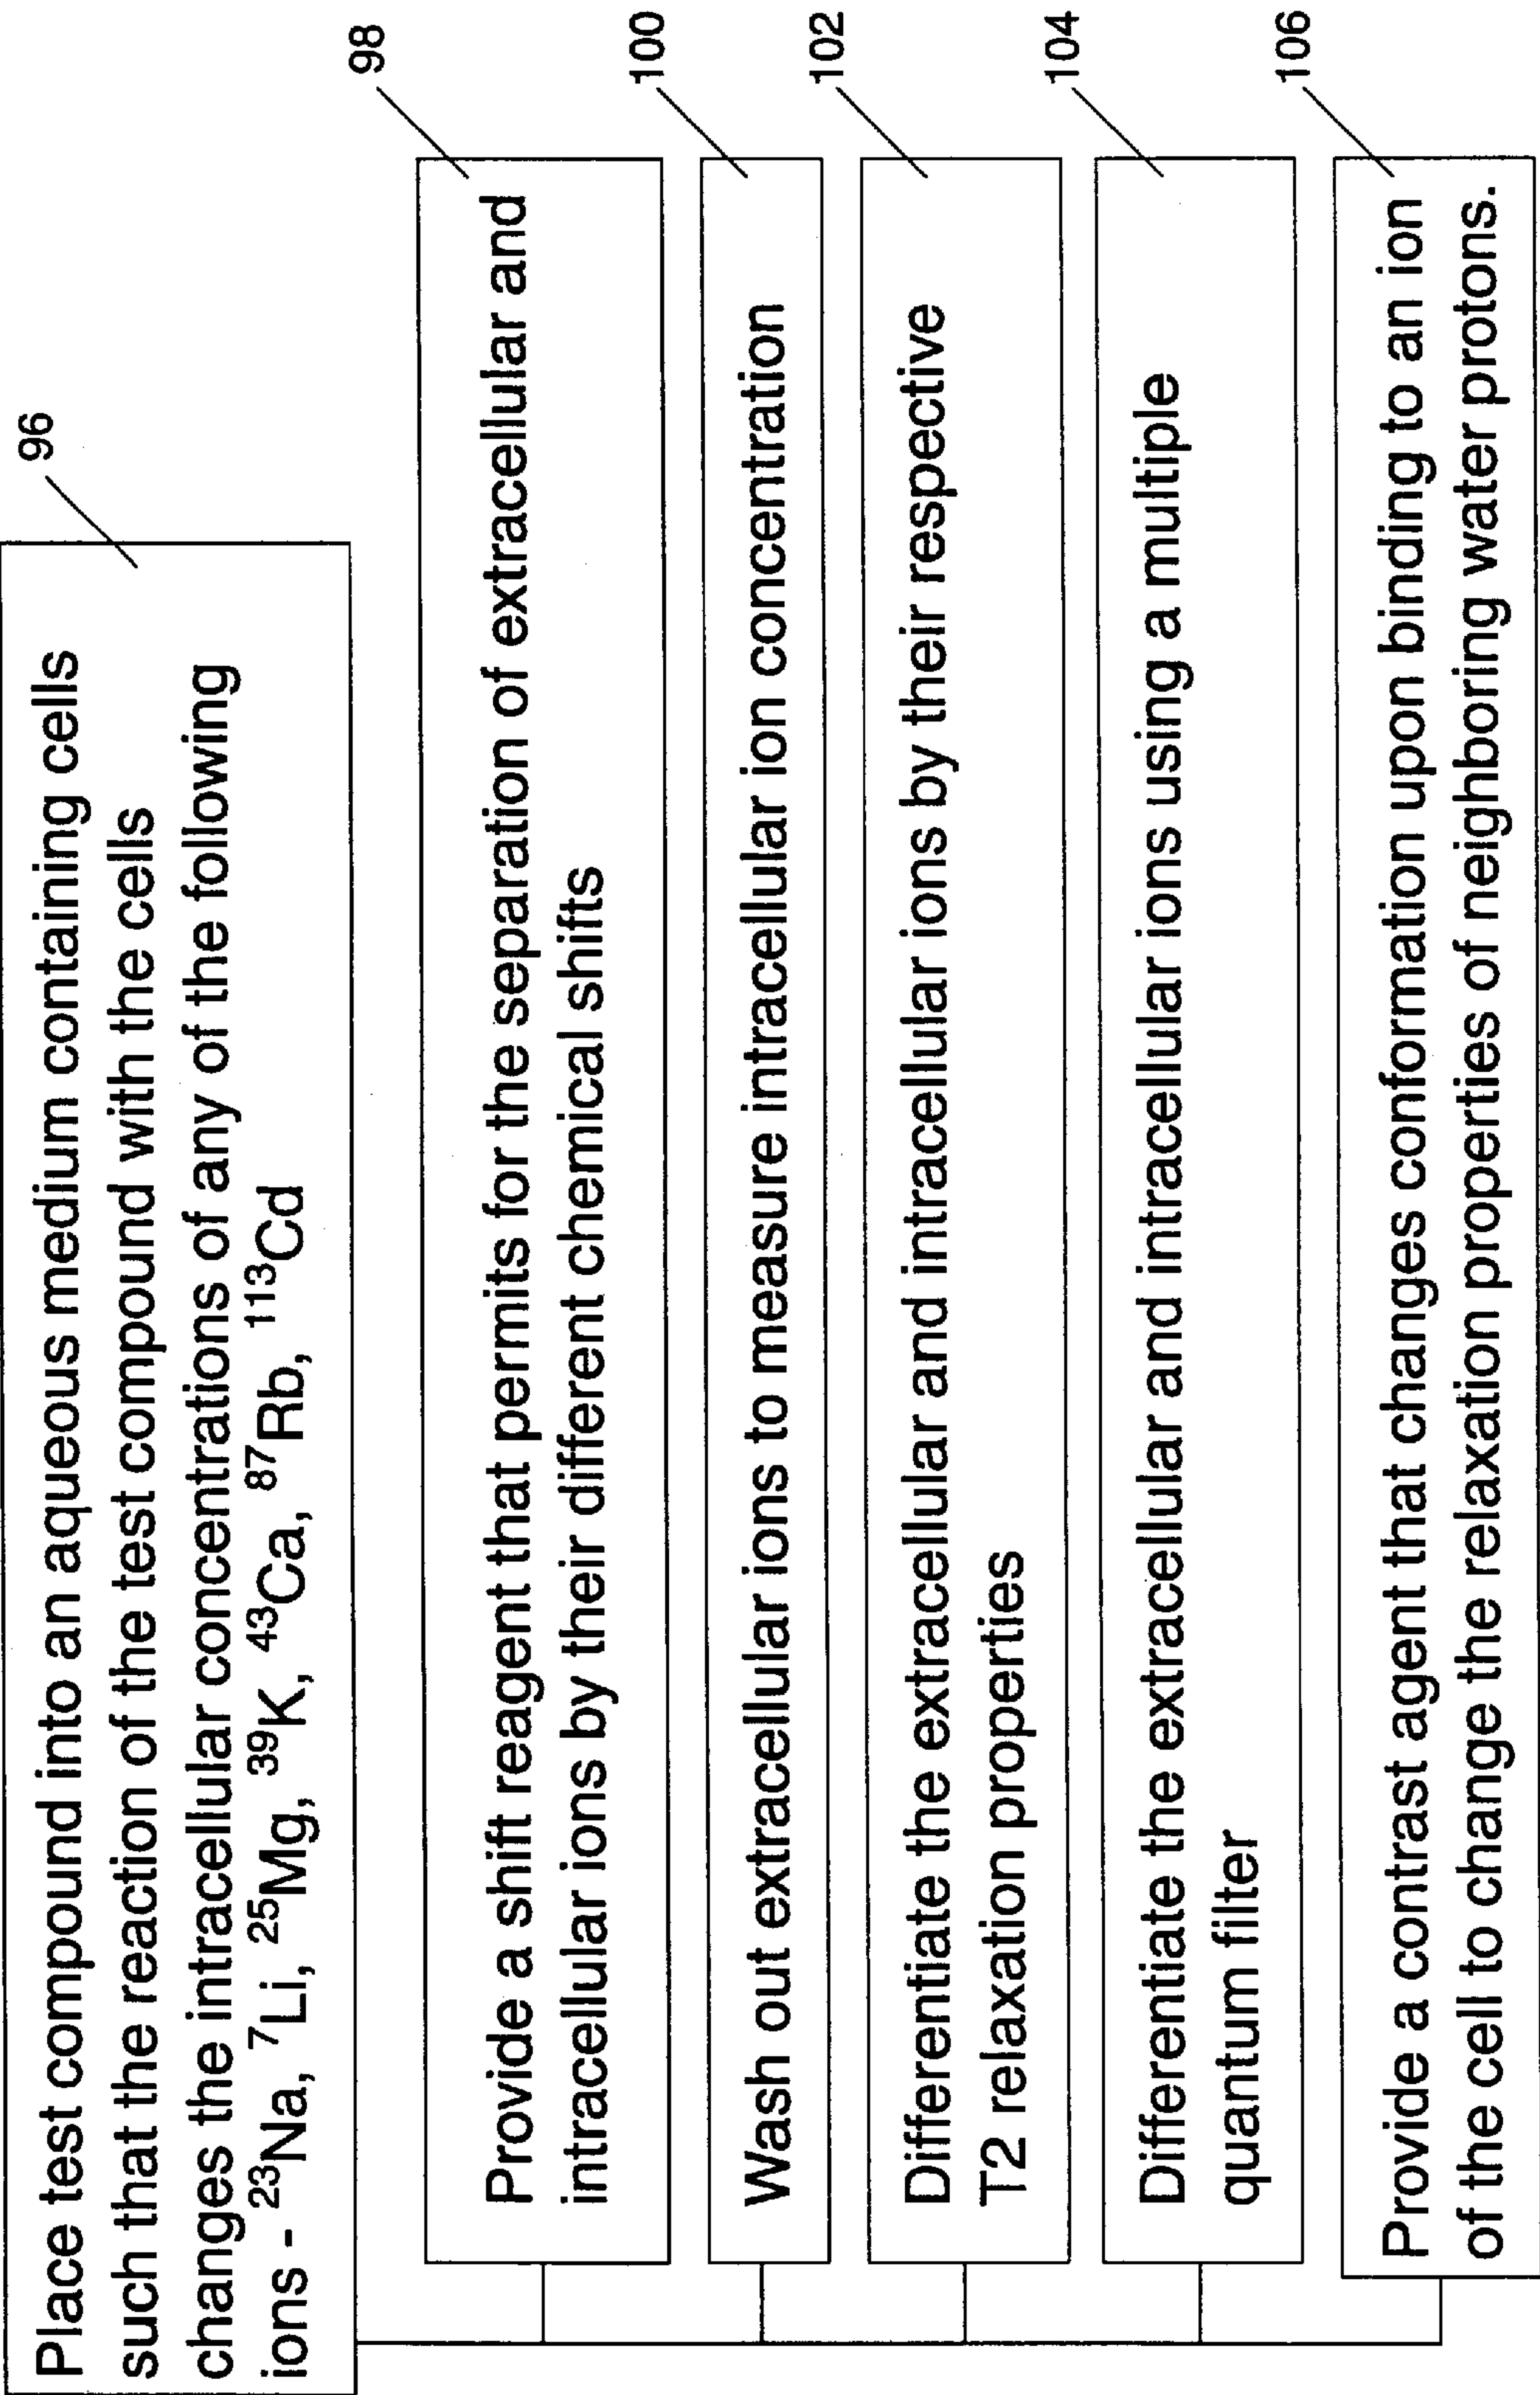 Place test compound into an aqueous medium containing cells
such that the reaction of the test compound with the cells
changes the intracellular concentrations of any of the following
ions - ²³Na, ⁷Li, ²⁵Mg, ³⁹K, ⁴³Ca, ⁸⁷Rb, ¹¹³Cd
96
Provide a shift reagent that permits for the separation of extracellular and
intracellular ions by their different chemical shifts
98
Wash out extracellular ions to measure intracellular ion concentration
100
Differentiate the extracellular and intracellular ions by their respective
T2 relaxation properties
102
Differentiate the extracellular and intracellular ions using a multiple
quantum filter
104
Provide a contrast agent that changes conformation upon binding to an ion
of the cell to change the relaxation properties of neighboring water protons.
106